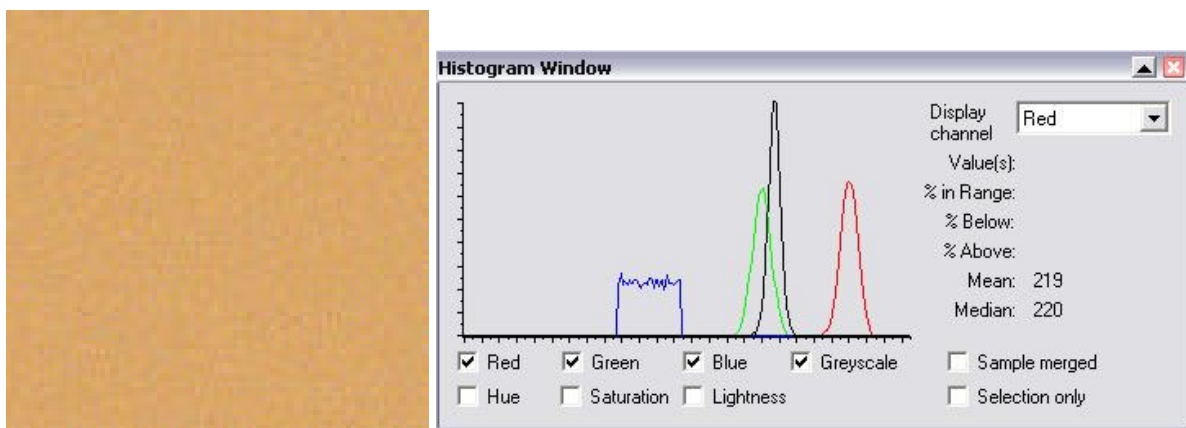 Histogram Window
Display channel Red
Value(s):
% in Range:
% Below:
% Above:
Mean: 219
Median: 220
Red Green Blue Greyscale Sample merged
Hue Saturation Lightness Selection only